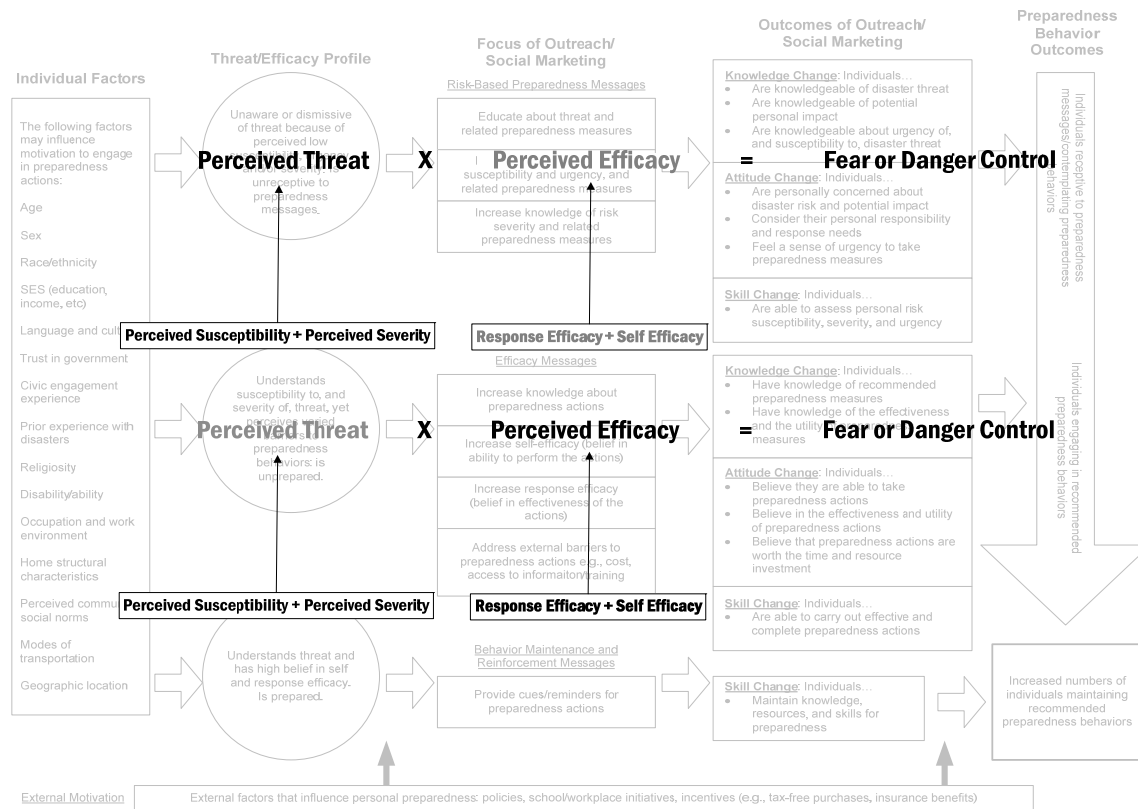 Individual Factors
The following factors
may influence
motivation to engage
in preparedness
actions:
Age
Sex
Race/ethnicity
SES (education,
income, etc)
Language and
Trust in government
Civic engagement
experience
Prior experience with
disasters
Religiosity
Disability/ability
Occupation and work
environment
Home structural
characteristics
Perceived
social norms
Modes of
transportation
Geographic location
Threat/Efficacy Profile
Unaware or dismissive
of threat because of
perceived low
severity. Is
unreceptive to
preparedness
messages.
Perceived Threat X Perceived Efficacy = Fear or Danger Control
Perceived Susceptibility + Perceived Severity
Response Efficacy + Self Efficacy
Understands
susceptibility to, and
severity of, threat, yet
perceives varied
to
preparedness
behaviors: is
unprepared.
Perceived Threat X Perceived Efficacy = Fear or Danger Control
Perceived Susceptibility + Perceived Severity
Response Efficacy + Self Efficacy
Understands threat and
has high belief in self
and response efficacy.
Is prepared.
Focus of Outreach/
Social Marketing
Risk-Based Preparedness Messages
Educate about threat and
related preparedness measures
susceptibility and urgency, and
related preparedness measures
Increase knowledge of risk
severity and related
preparedness measures
Efficacy Messages
Increase knowledge about
preparedness actions
Increase self-efficacy (belief in
ability to perform the actions)
Increase response efficacy
(belief in effectiveness of the
actions)
Address external barriers to
preparedness actions e.g., cost,
access to informaiton/training
Behavior Maintenance and
Reinforcement Messages
Provide cues/reminders for
preparedness actions
Outcomes of Outreach/
Social Marketing
Knowledge Change: Individuals…
• Are knowledgeable of disaster threat
• Are knowledgeable of potential
personal impact
• Are knowledgeable about urgency of,
and susceptibility to, disaster threat
Attitude Change: Individuals…
• Are personally concerned about
disaster risk and potential impact
• Consider their personal responsibility
and response needs
• Feel a sense of urgency to take
preparedness measures
Skill Change: Individuals…
• Are able to assess personal risk
susceptibility, severity, and urgency
Knowledge Change: Individuals…
• Have knowledge of recommended
preparedness measures
• Have knowledge of the effectiveness
and the utility of preparedness
measures
Attitude Change: Individuals…
• Believe they are able to take
preparedness actions
• Believe in the effectiveness and utility
of preparedness actions
• Believe that preparedness actions are
worth the time and resource
investment
Skill Change: Individuals…
• Are able to carry out effective and
complete preparedness actions
Skill Change: Individuals…
• Maintain knowledge,
resources, and skills for
preparedness
Preparedness
Behavior
Outcomes
Individuals receptive to preparedness
messages/contemplating preparedness
behaviors
Individuals engaging in recommended
preparedness behaviors
Increased numbers of
individuals maintaining
recommended
preparedness behaviors
External Motivation
External factors that influence personal preparedness: policies, school/workplace initiatives, incentives (e.g., tax-free purchases, insurance benefits)